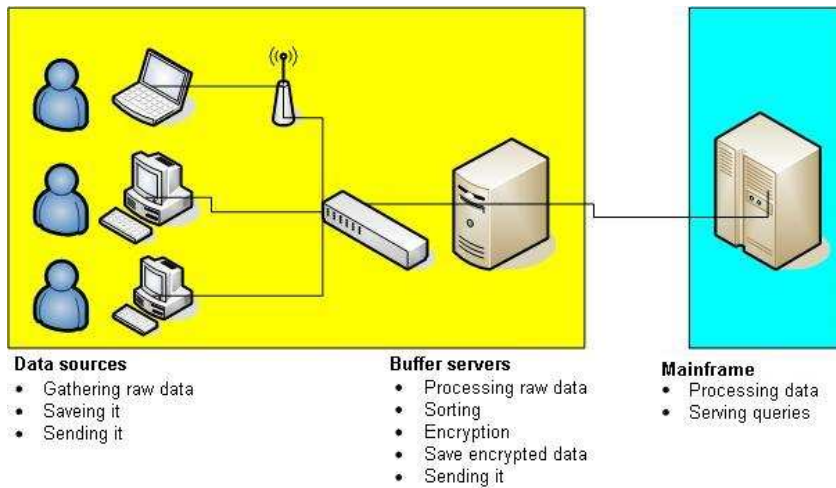 Data sources
• Gathering raw data
• Saveing it
• Sending it
Buffer servers
• Processing raw data
• Sorting
• Encryption
• Save encrypted data
• Sending it
Mainframe
• Processing data
• Serving queries